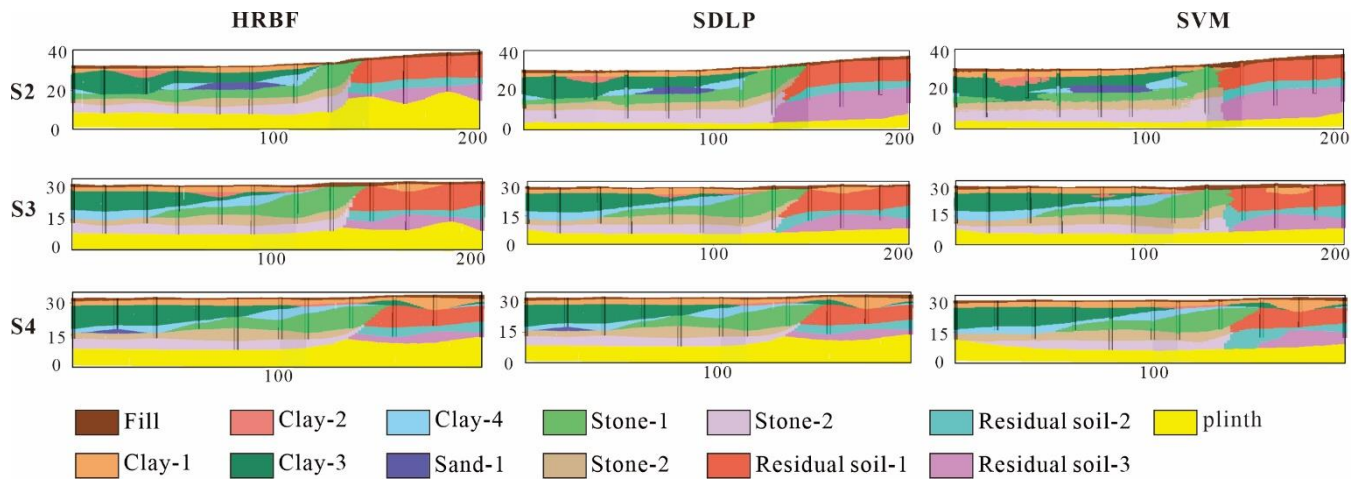 HRBF SDLP SVM
S2 40 20 0 100 200 40 20 0 100 200 40 20 0 100 200
S3 30 15 0 100 200 30 15 0 100 200 30 15 0 100 200
S4 30 15 0 100 30 15 0 100 30 15 0 100
Fill Clay-2 Clay-4 Stone-1 Stone-2 Residual soil-2 plinth
Clay-1 Clay-3 Sand-1 Stone-2 Residual soil-1 Residual soil-3